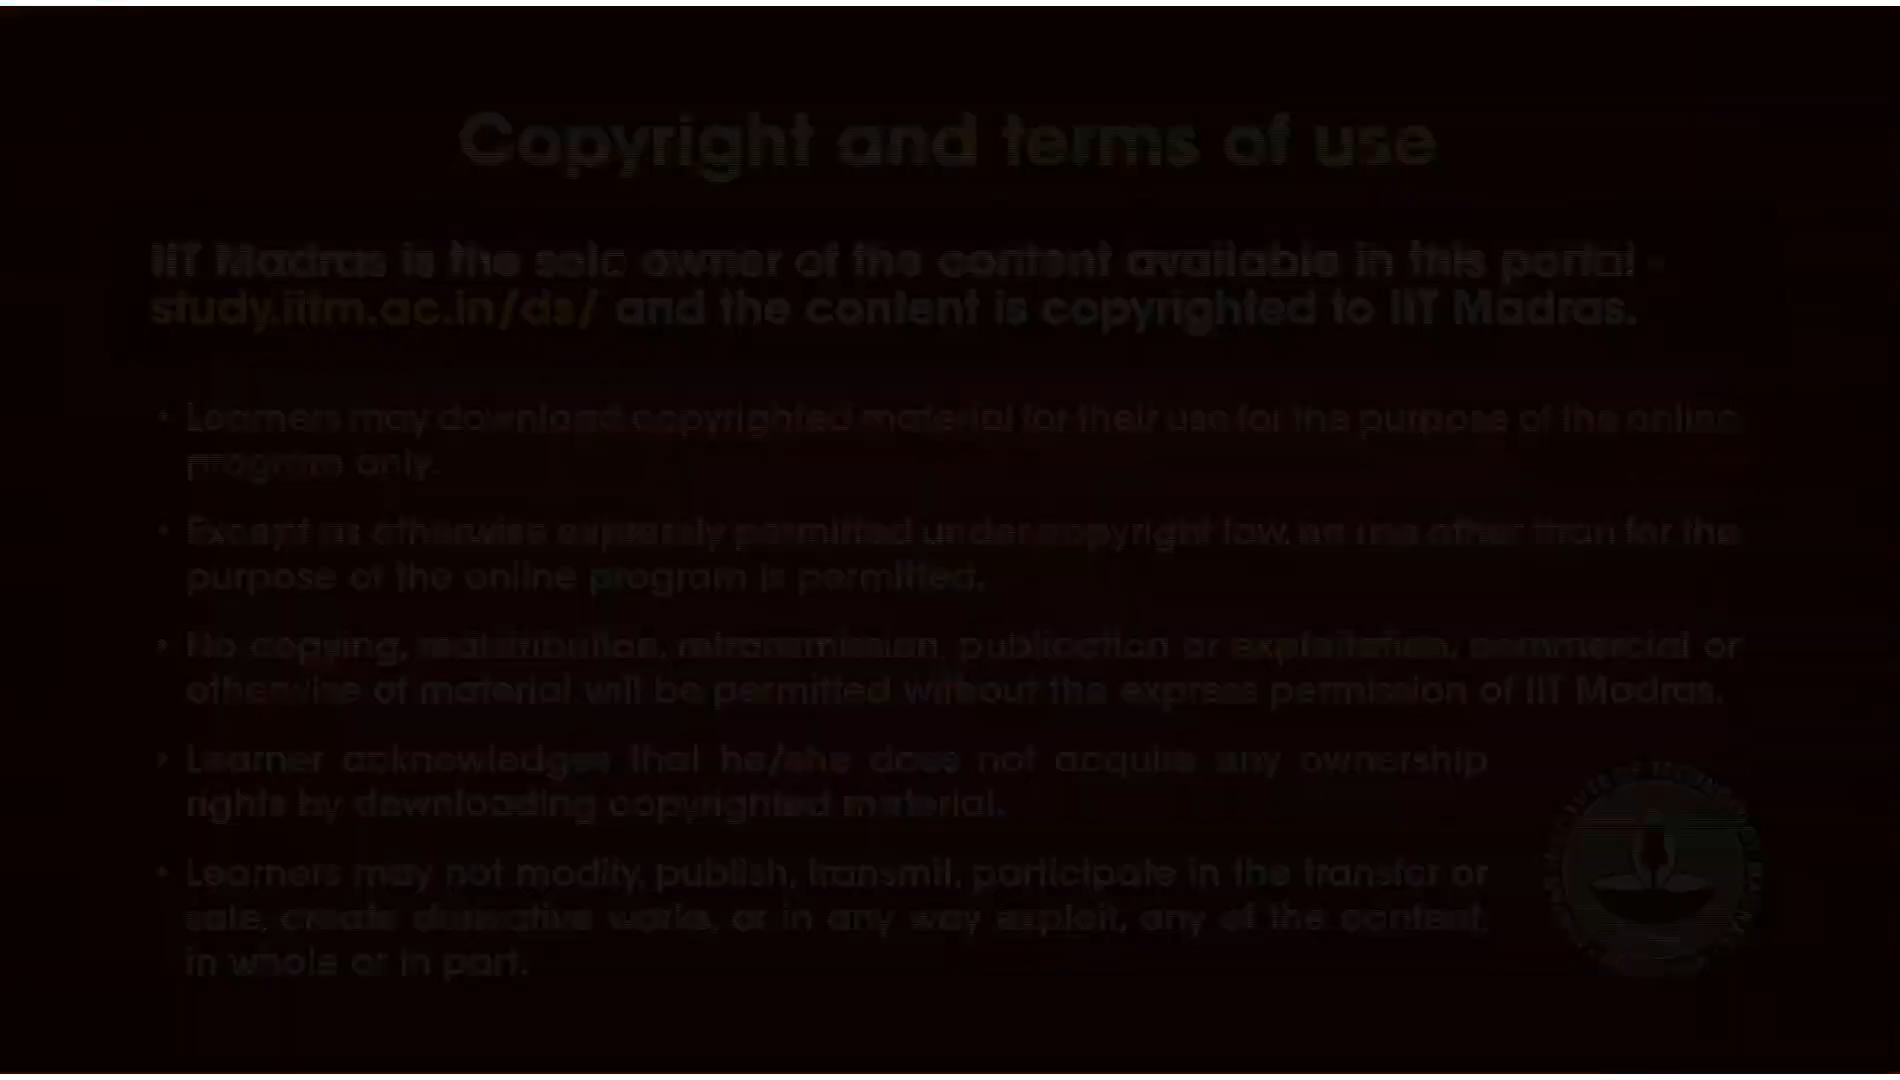 Copyright and terms of use
IIT Madras is the sole owner of the content available in this portal -
study.iitm.ac.in/ds/ and the content is copyrighted to IIT Madras.
• Learners may download copyrighted material for their use for the purpose of the online
program only.
• Except as otherwise expressly permitted under copyright law, no use other than for the
purpose of the online program is permitted.
• No copying, redistribution, retransmission, publication or exploitation, commercial or
otherwise of material will be permitted without the express permission of IIT Madras.
• Learner acknowledges that he/she does not acquire any ownership
rights by downloading copyrighted material.
• Learners may not modify, publish, transmit, participate in the transfer or
sale, create derivative works, or in any way exploit, any of the content,
in whole or in part.